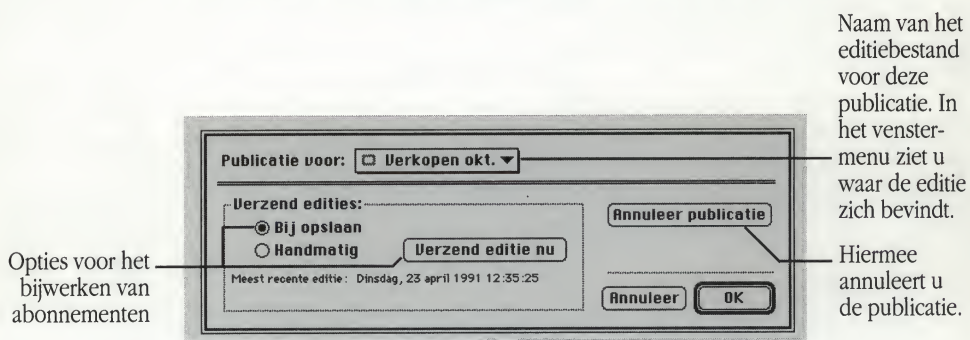 Naam van het
editiebestand
voor deze
publicatie. In
het venster-
menu ziet u
waar de editie
zich bevindt.
Publicatie voor: Verkopen okt.
Verzend edities:
Bij opslaan
Handmatig
Verzend editie nu
Meest recente editie: Dinsdag, 23 april 1991 12:35:25
Annuleer publicatie
Annuleer
OK
Opties voor het
bijwerken van
abonnementen
Hiermee
annuleert u
de publicatie.